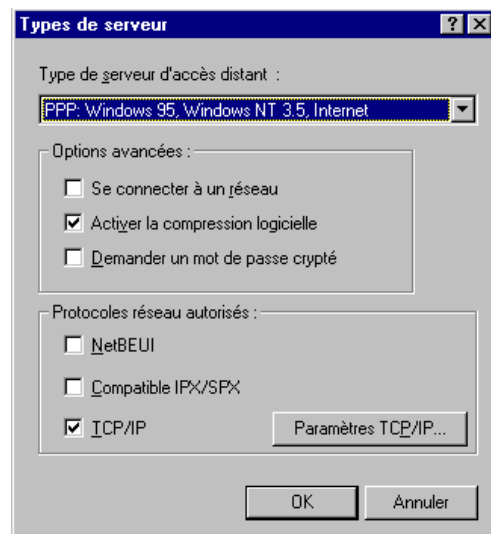 Types de serveur
Type de serveur d'accès distant :
PPP: Windows 95, Windows NT 3.5, Internet
Options avancées :
Se connecter à un réseau
Activer la compression logicielle
Demander un mot de passe crypté
Protocoles réseau autorisés :
NetBEUI
Compatible IPX/SPX
TCP/IP
Paramètres TCP/IP...
OK
Annuler